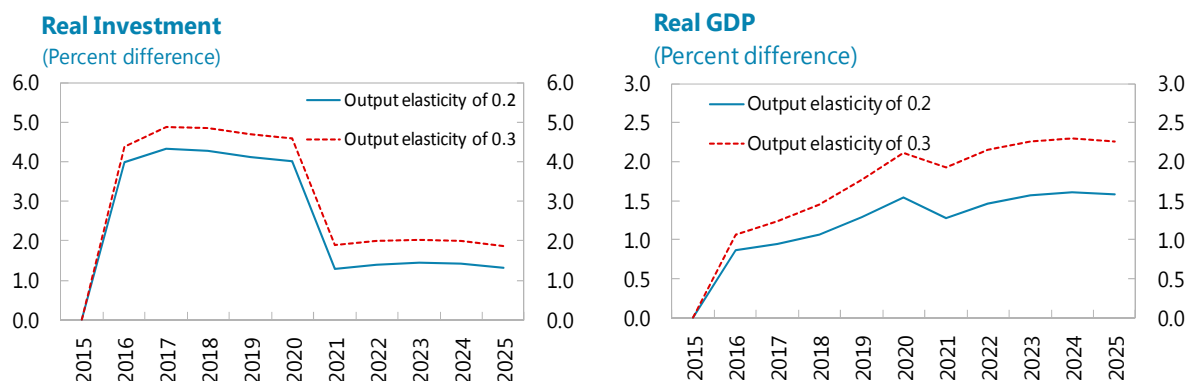 Real Investment
(Percent difference)
6.0
5.0
4.0
3.0
2.0
1.0
0.0
6.0
5.0
4.0
3.0
2.0
1.0
0.0
Output elasticity of 0.2
Output elasticity of 0.3
2015 2016 2017 2018 2019 2020 2021 2022 2023 2024 2025
Real GDP
(Percent difference)
3.0
2.5
2.0
1.5
1.0
0.5
0.0
3.0
2.5
2.0
1.5
1.0
0.5
0.0
Output elasticity of 0.2
Output elasticity of 0.3
2015 2016 2017 2018 2019 2020 2021 2022 2023 2024 2025